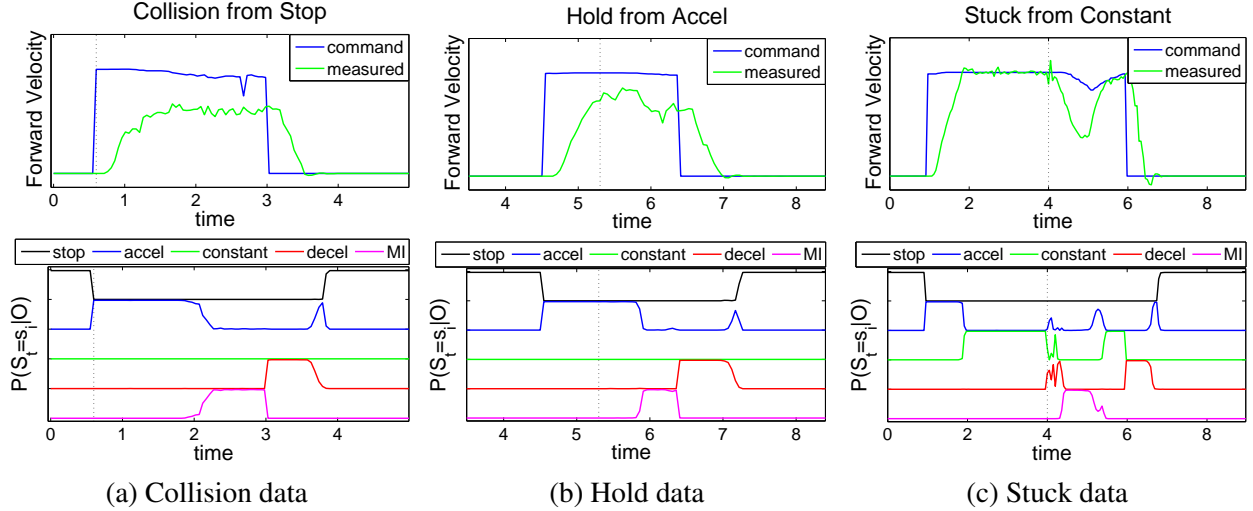 Collision from Stop
Forward Velocity
command
measured
0 1 2 3 4
time
stop accel constant decel MI
P(S_t=s_i|O)
0 1 2 3 4
time
(a) Collision data
Hold from Accel
Forward Velocity
command
measured
4 5 6 7 8
time
stop accel constant decel MI
P(S_t=s_i|O)
4 5 6 7 8
time
(b) Hold data
Stuck from Constant
Forward Velocity
command
measured
0 2 4 6 8
time
stop accel constant decel MI
P(S_t=s_i|O)
0 2 4 6 8
time
(c) Stuck data